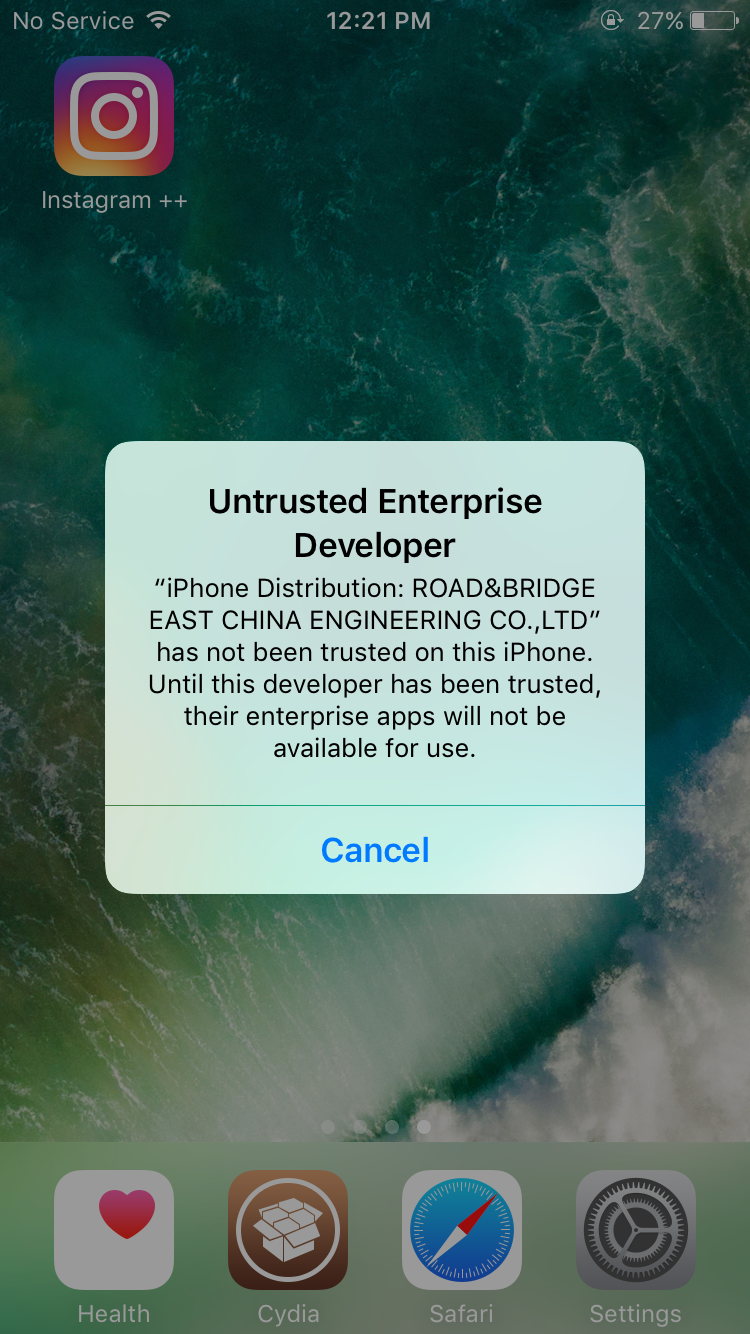 No Service 12:21 PM 27%
Instagram ++
Untrusted Enterprise
Developer
“iPhone Distribution: ROAD&BRIDGE
EAST CHINA ENGINEERING CO.,LTD”
has not been trusted on this iPhone.
Until this developer has been trusted,
their enterprise apps will not be
available for use.
Cancel
Health Cydia Safari Settings